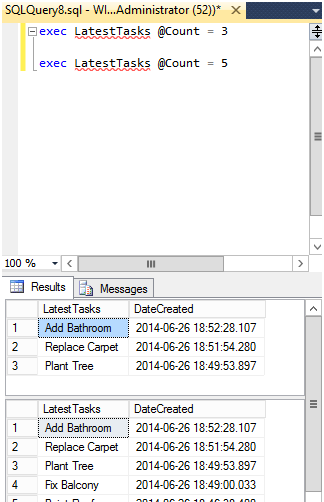 SQLQuery8.sql - WI...Administrator (52))*
exec LatestTasks @Count = 3
exec LatestTasks @Count = 5
100 %
Results Messages
LatestTasks DateCreated
1 Add Bathroom 2014-06-26 18:52:28.107
2 Replace Carpet 2014-06-26 18:51:54.280
3 Plant Tree 2014-06-26 18:49:53.897
LatestTasks DateCreated
1 Add Bathroom 2014-06-26 18:52:28.107
2 Replace Carpet 2014-06-26 18:51:54.280
3 Plant Tree 2014-06-26 18:49:53.897
4 Fix Balcony 2014-06-26 18:49:00.033